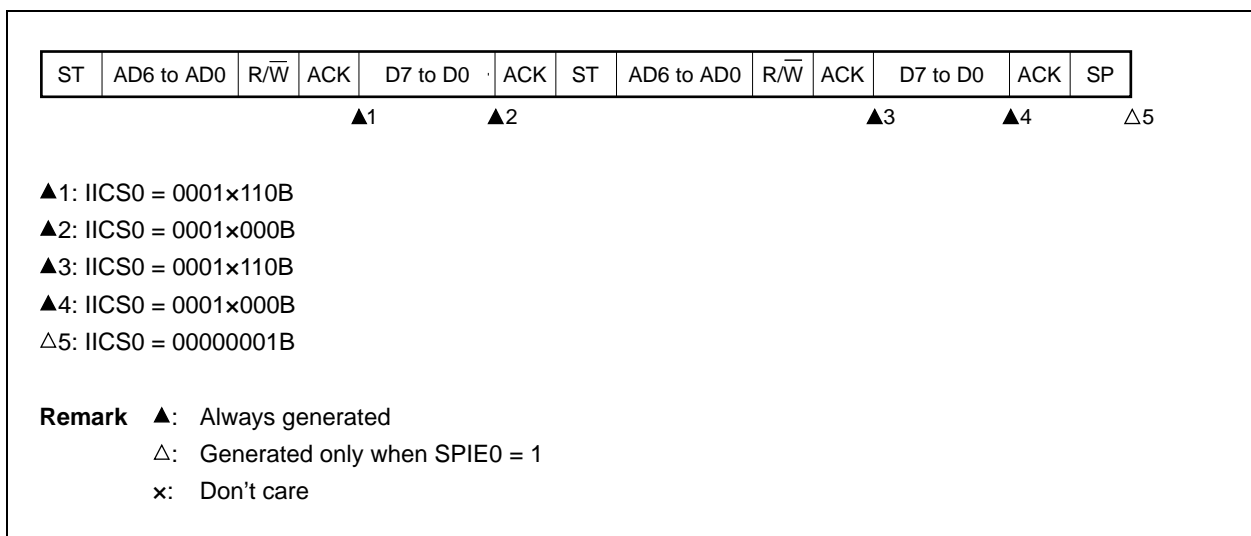 ST AD6 to AD0 R/W̅ ACK D7 to D0 ACK ST AD6 to AD0 R/W̅ ACK D7 to D0 ACK SP
▲1 ▲2 ▲3 ▲4 △5
▲1: IICS0 = 0001×110B
▲2: IICS0 = 0001×000B
▲3: IICS0 = 0001×110B
▲4: IICS0 = 0001×000B
△5: IICS0 = 00000001B
Remark ▲: Always generated
△: Generated only when SPIE0 = 1
×: Don't care